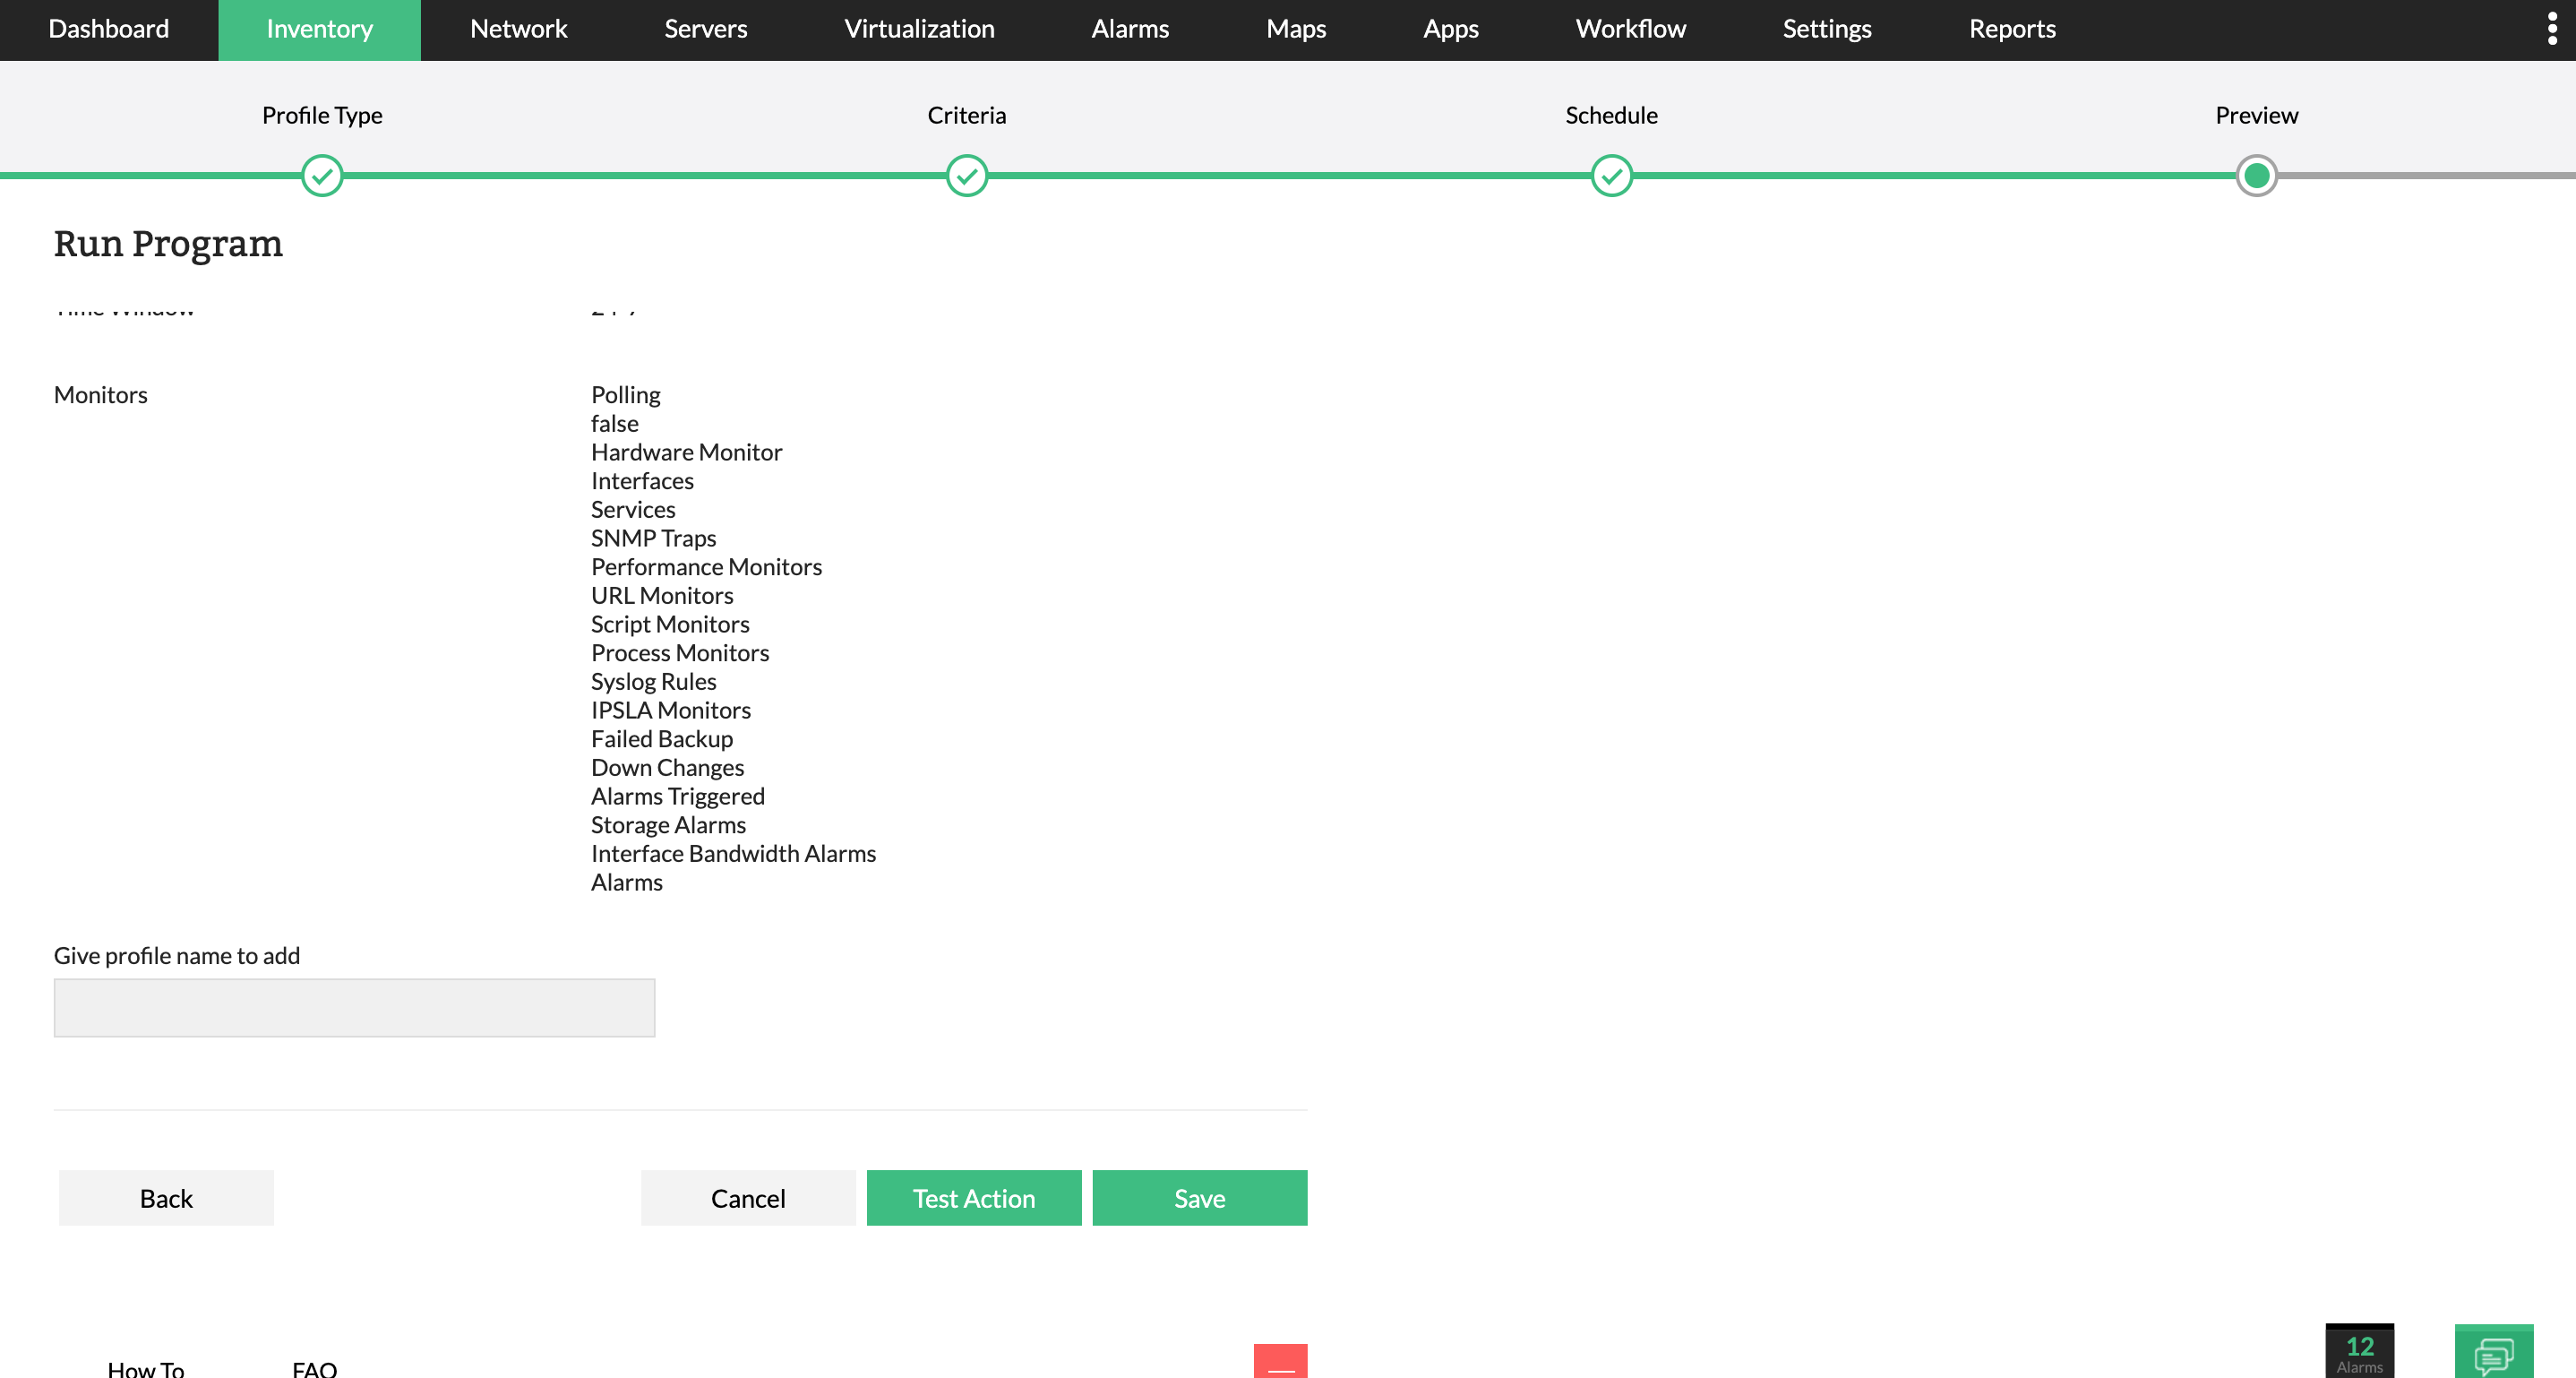 Dashboard Inventory Network Servers Virtualization Alarms Maps Apps Workflow Settings Reports
Profile Type Criteria Schedule Preview
Run Program
Time Window
Monitors Polling
false
Hardware Monitor
Interfaces
Services
SNMP Traps
Performance Monitors
URL Monitors
Script Monitors
Process Monitors
Syslog Rules
IPSLA Monitors
Failed Backup
Down Changes
Alarms Triggered
Storage Alarms
Interface Bandwidth Alarms
Alarms
Give profile name to add
Back Cancel Test Action Save
How To FAQ
12
Alarms